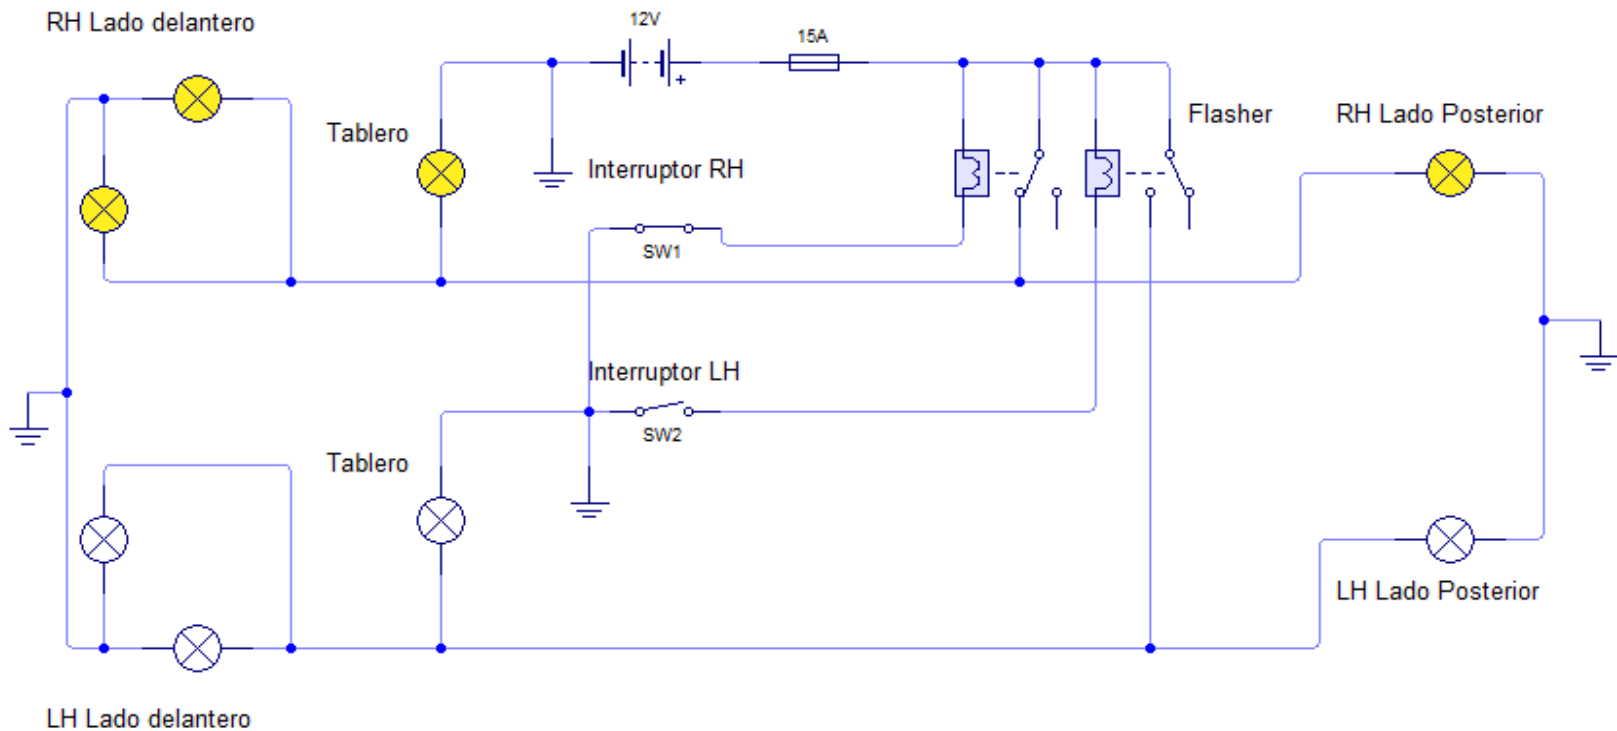 RH Lado delantero
12V
15A
+
Flasher
RH Lado Posterior
Tablero
Interruptor RH
SW1
Interruptor LH
SW2
Tablero
LH Lado Posterior
LH Lado delantero